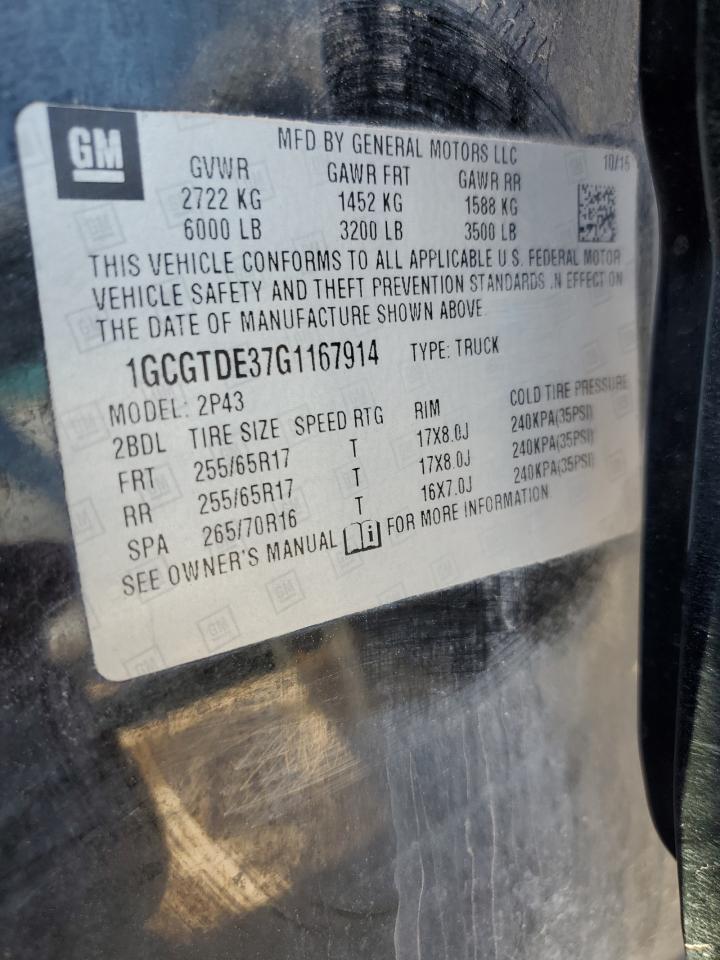 GM
MFD BY GENERAL MOTORS LLC
10/15
GVWR GAWR FRT GAWR RR
2722 KG 1452 KG 1588 KG
6000 LB 3200 LB 3500 LB
THIS VEHICLE CONFORMS TO ALL APPLICABLE U.S. FEDERAL MOTOR
VEHICLE SAFETY AND THEFT PREVENTION STANDARDS .N EFFECT ON
THE DATE OF MANUFACTURE SHOWN ABOVE.
1GCGTDE37G1167914 TYPE: TRUCK
MODEL: 2P43
2BDL TIRE SIZE SPEED RTG RIM COLD TIRE PRESSURE
FRT 255/65R17 T 17X8.0J 240KPA(35PSI)
RR 255/65R17 T 17X8.0J 240KPA(35PSI)
SPA 265/70R16 T 16X7.0J 240KPA(35PSI)
SEE OWNER'S MANUAL i FOR MORE INFORMATION